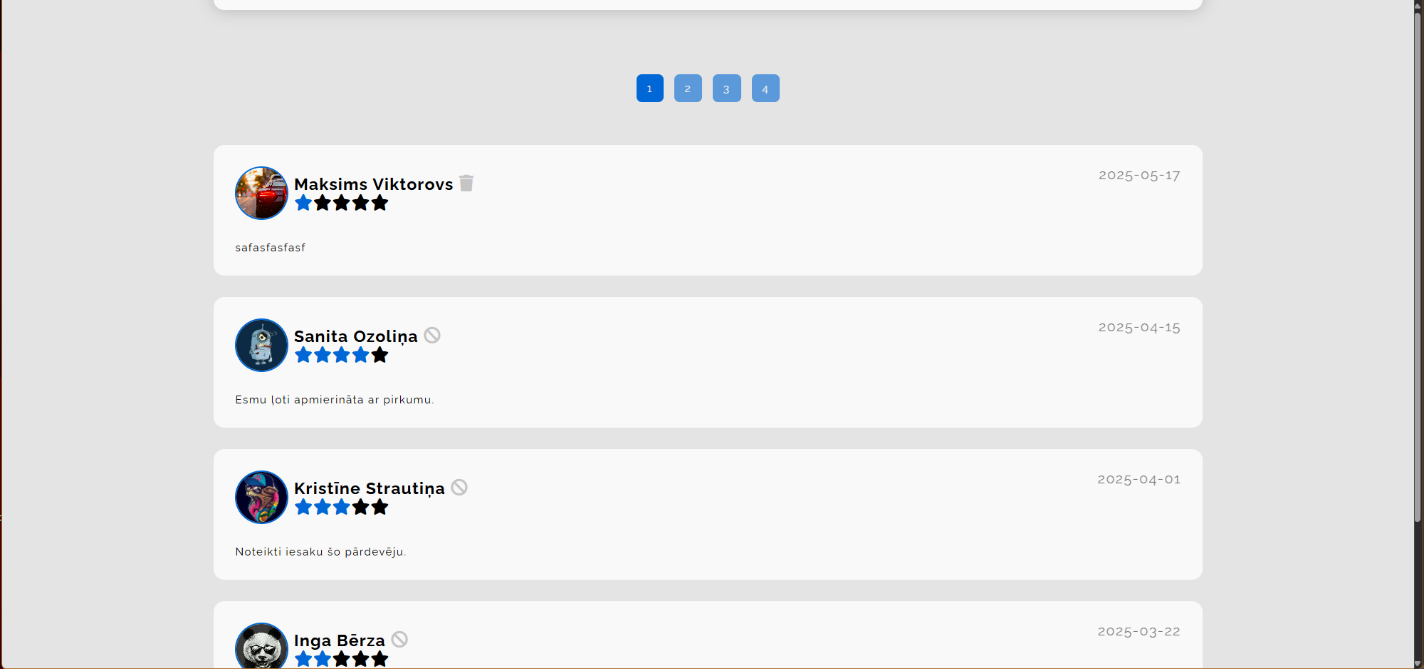 1 2 3 4
Maksims Viktorovs
2025-05-17
safasfasfasf
Sanita Ozoliņa
2025-04-15
Esmu ļoti apmierināta ar pirkumu.
Kristīne Strautiņa
2025-04-01
Noteikti iesaku šo pārdevēju.
Inga Bērza
2025-03-22